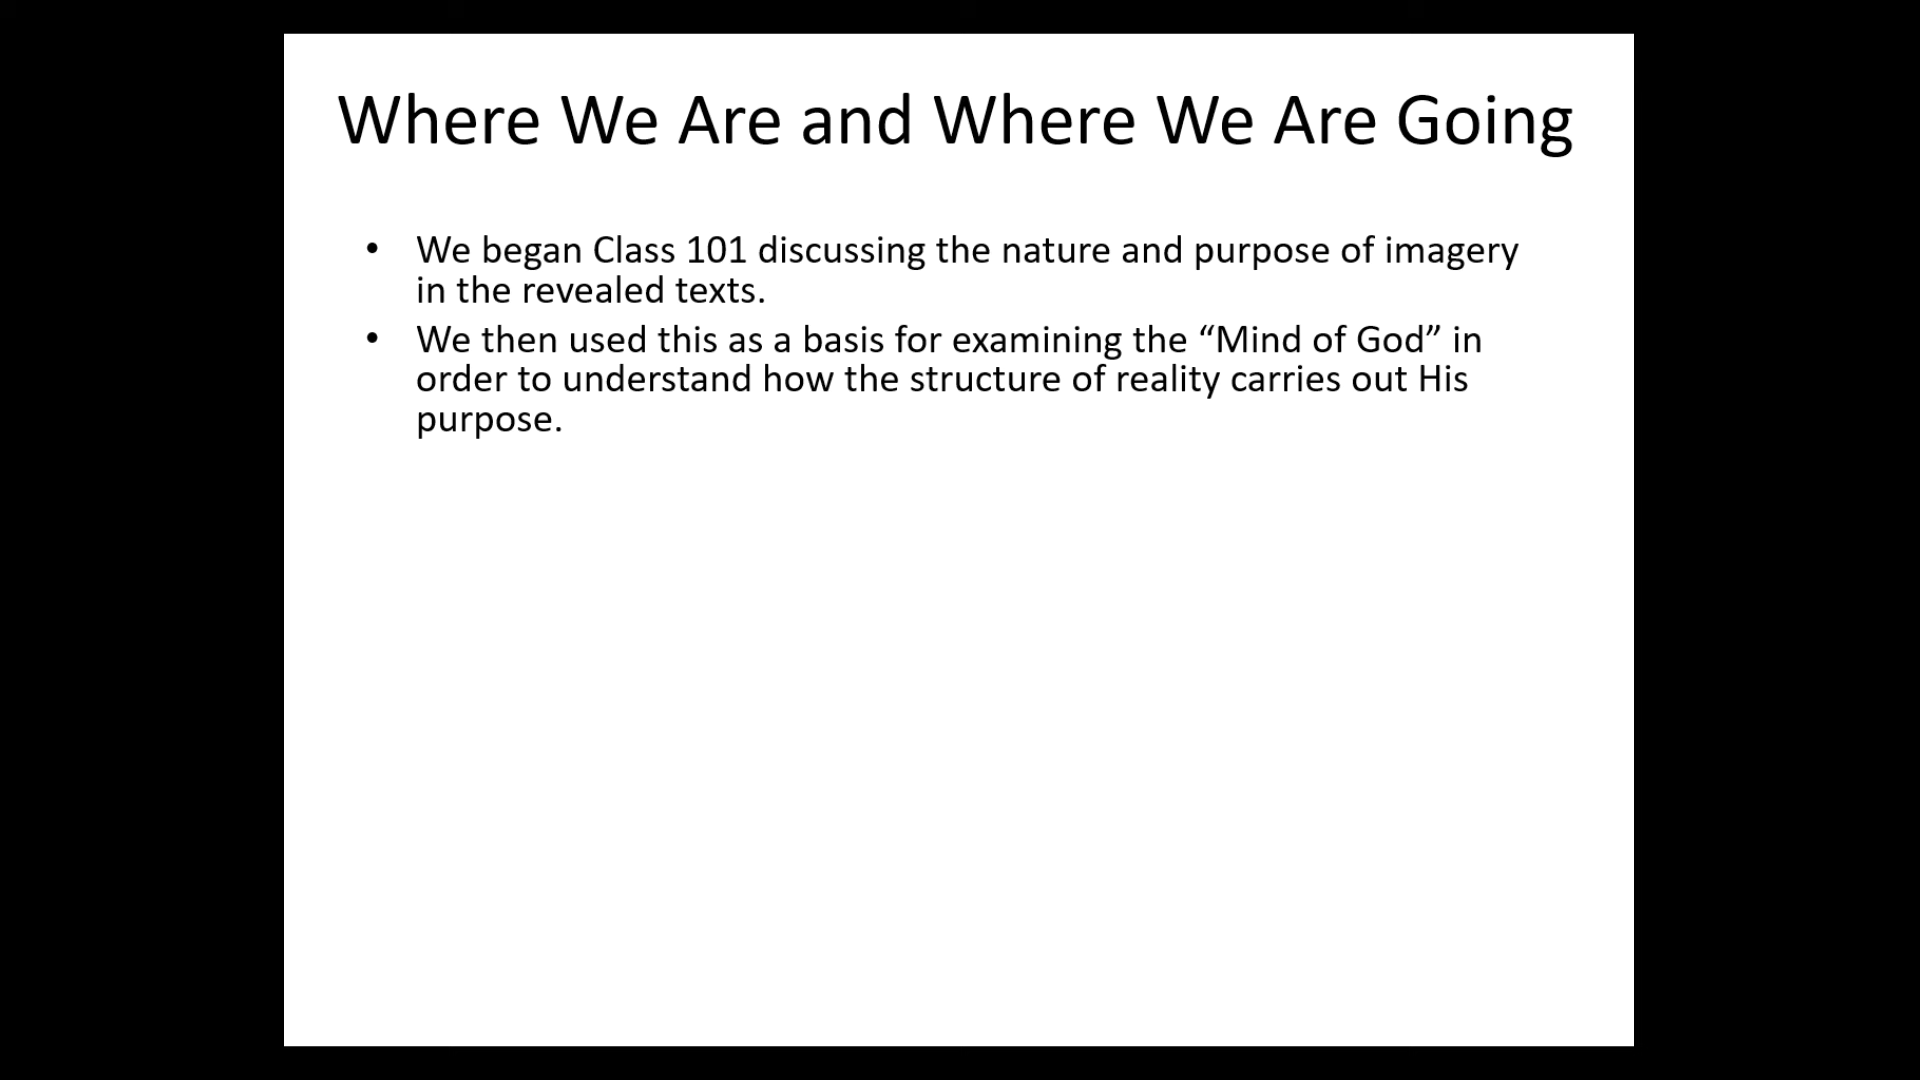 Where We Are and Where We Are Going
• We began Class 101 discussing the nature and purpose of imagery
in the revealed texts.
• We then used this as a basis for examining the “Mind of God” in
order to understand how the structure of reality carries out His
purpose.